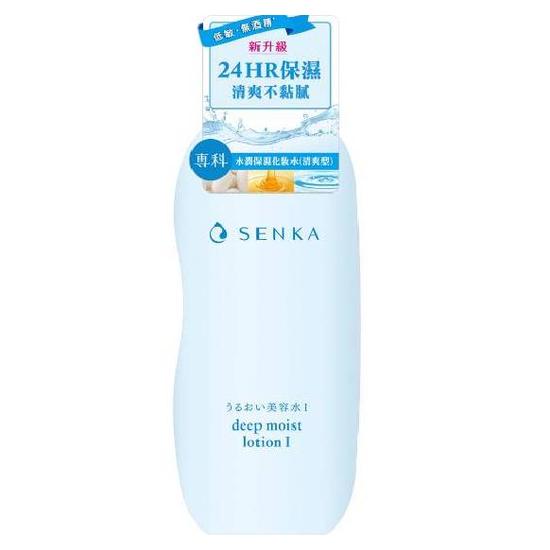 低敏·無酒精
新升級
24HR保濕
清爽不黏膩
專科
水潤保濕化妝水(清爽型)
SENKA
うるおい美容水I
deep moist
lotion I